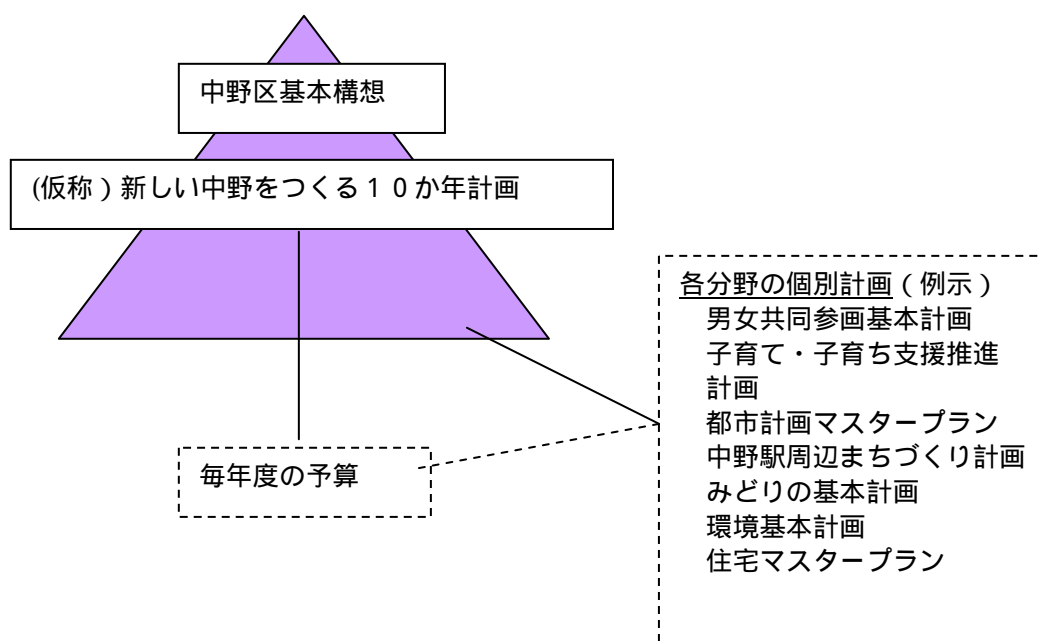 中野区基本構想
(仮称）新しい中野をつくる１０か年計画
各分野の個別計画（例示）
男女共同参画基本計画
子育て・子育ち支援推進
計画
都市計画マスタープラン
中野駅周辺まちづくり計画
みどりの基本計画
環境基本計画
住宅マスタープラン
毎年度の予算